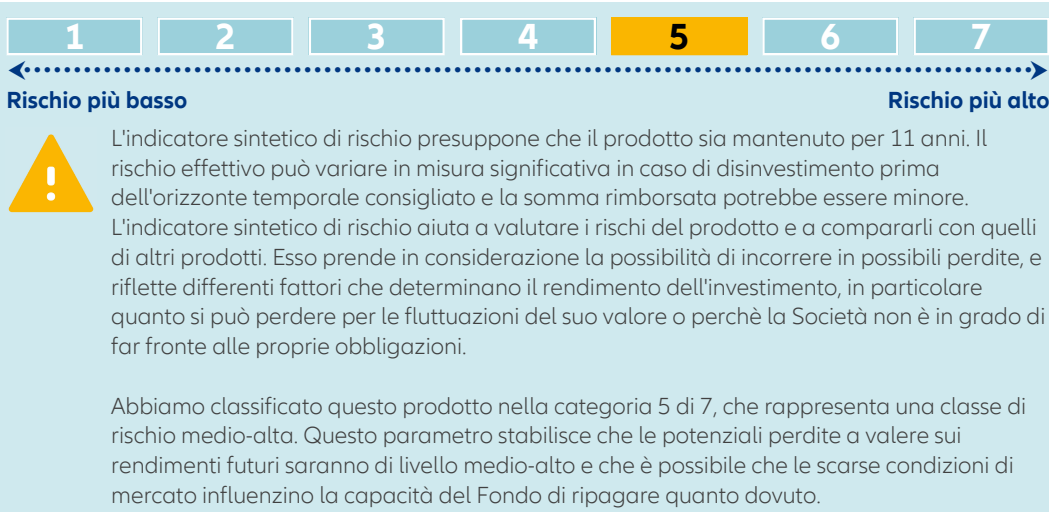 1 2 3 4 5 6 7
Rischio più basso Rischio più alto
L'indicatore sintetico di rischio presuppone che il prodotto sia mantenuto per 11 anni. Il
rischio effettivo può variare in misura significativa in caso di disinvestimento prima
dell'orizzonte temporale consigliato e la somma rimborsata potrebbe essere minore.
L'indicatore sintetico di rischio aiuta a valutare i rischi del prodotto e a compararli con quelli
di altri prodotti. Esso prende in considerazione la possibilità di incorrere in possibili perdite, e
riflette differenti fattori che determinano il rendimento dell'investimento, in particolare
quanto si può perdere per le fluttuazioni del suo valore o perchè la Società non è in grado di
far fronte alle proprie obbligazioni.
Abbiamo classificato questo prodotto nella categoria 5 di 7, che rappresenta una classe di
rischio medio-alta. Questo parametro stabilisce che le potenziali perdite a valere sui
rendimenti futuri saranno di livello medio-alto e che è possibile che le scarse condizioni di
mercato influenzino la capacità del Fondo di ripagare quanto dovuto.